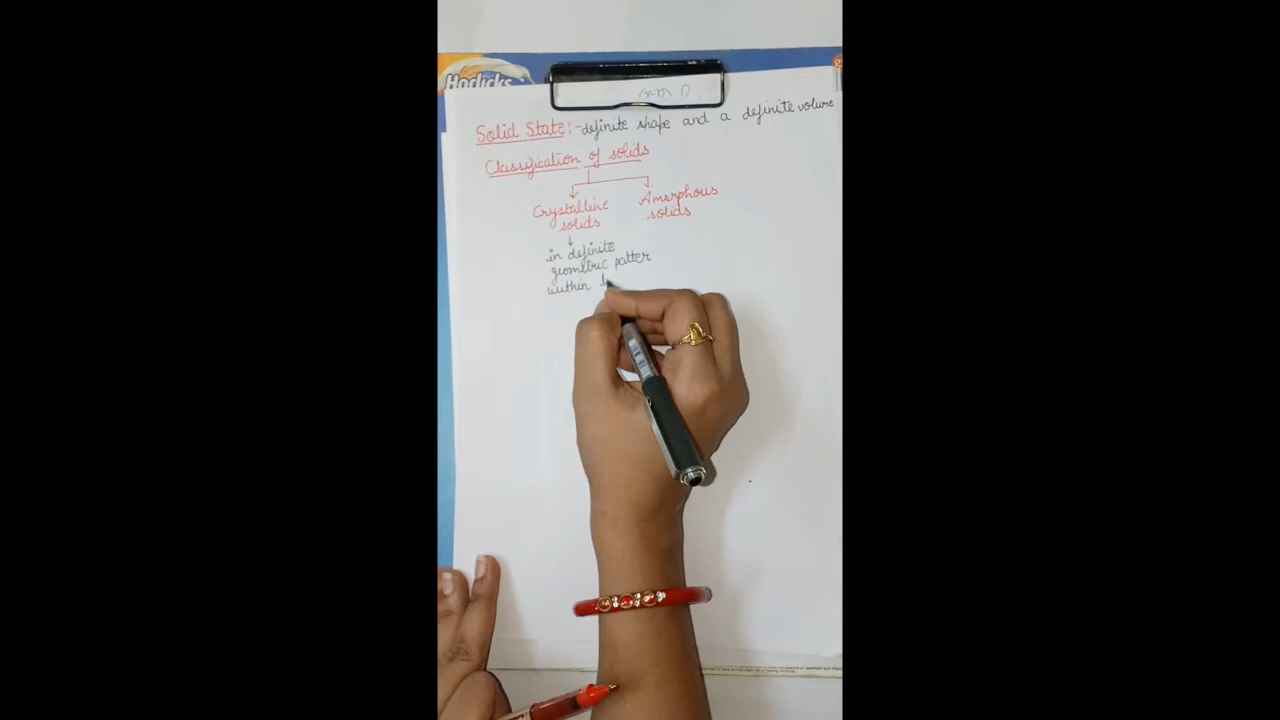 Horlicks
Solid State:- definite shape and a definite volume
Classification of solids
Crystalline solids
Amorphous solids
in definite
geometric patter
within